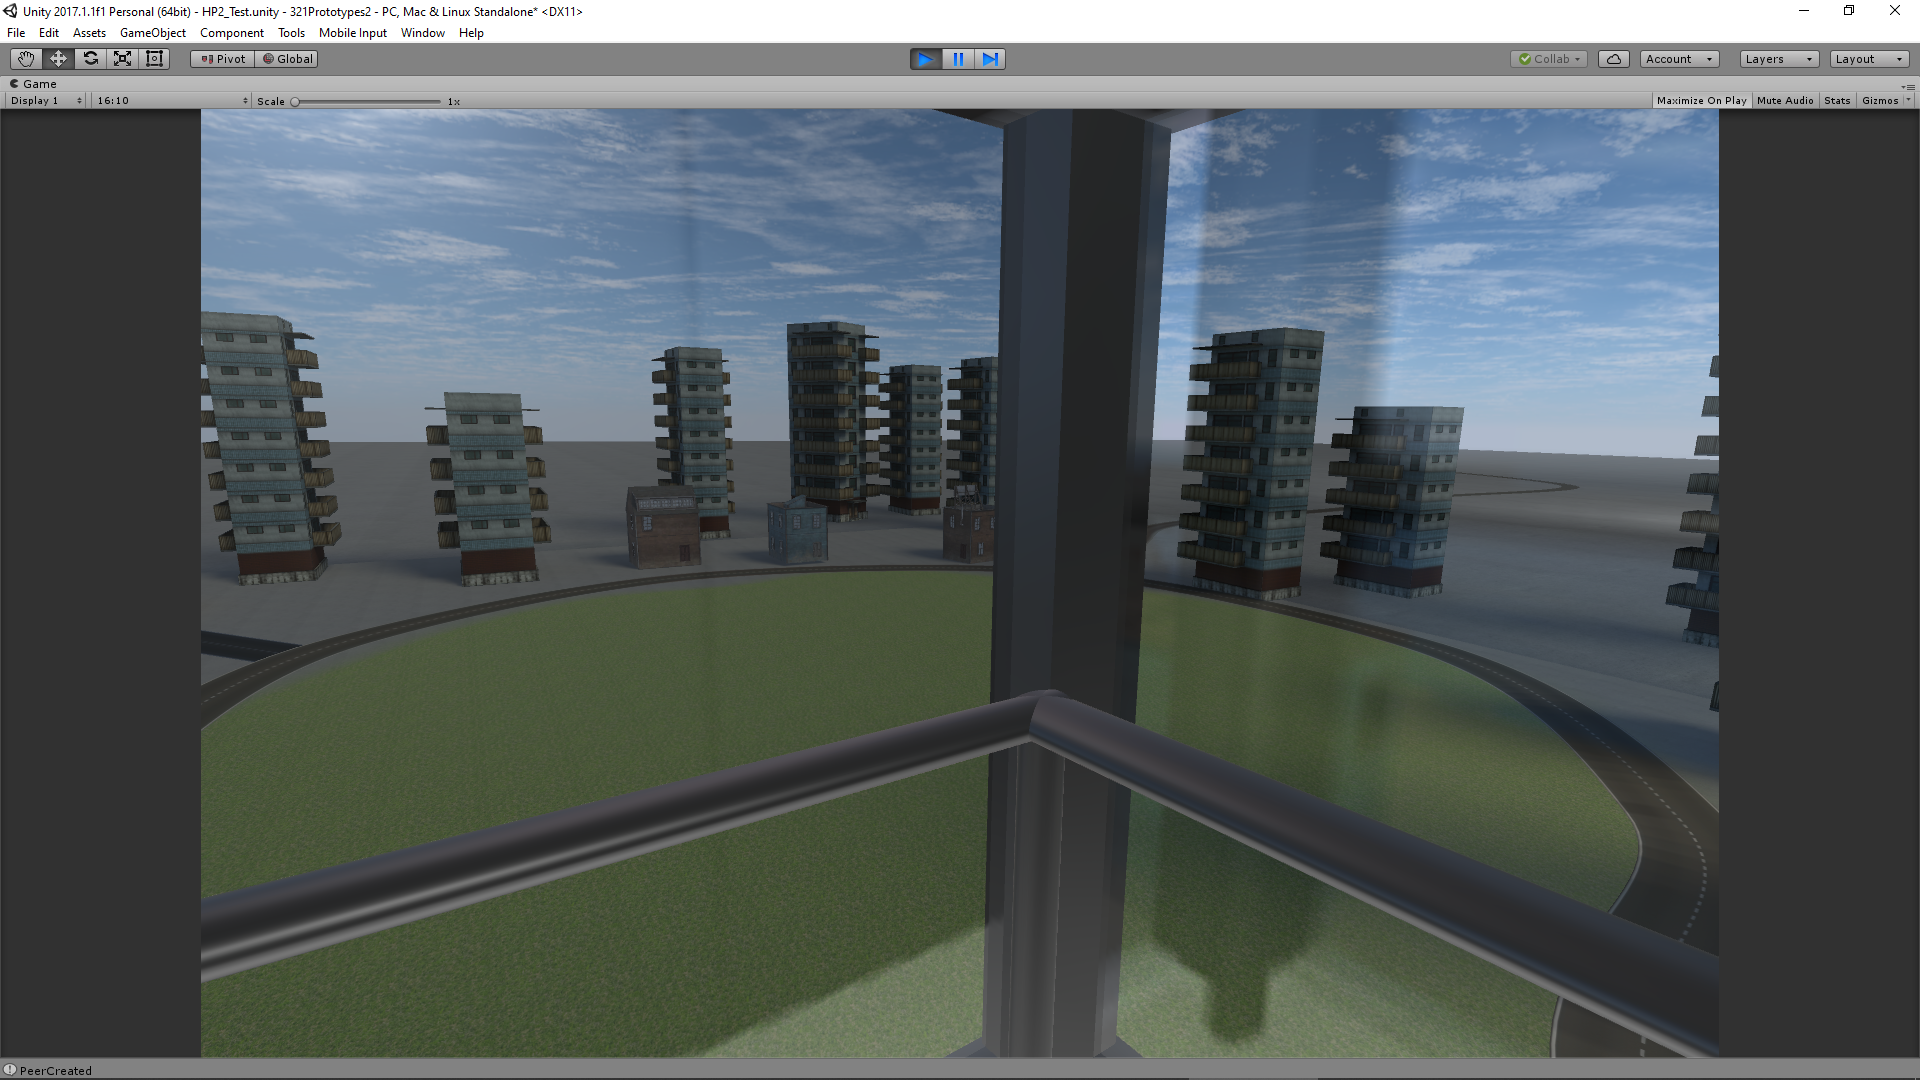 Unity 2017.1.1f1 Personal (64bit) - HP2_Test.unity - 321Prototypes2 - PC, Mac & Linux Standalone* <DX11>
File Edit Assets GameObject Component Tools Mobile Input Window Help
Pivot Global Collab Account Layers Layout
Game
Display 1 16:10 Scale 1x Maximize On Play Mute Audio Stats Gizmos
PeerCreated